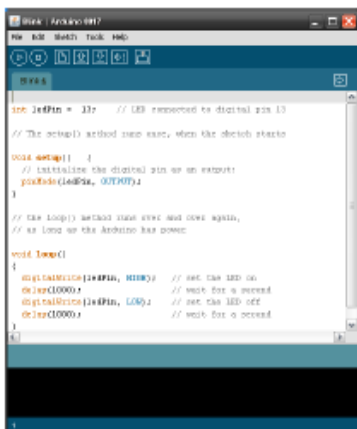 Blink | Arduino 0017
File Edit Sketch Tools Help
Blink §
int ledPin = 13; // LED connected to digital pin 13
// The setup() method runs once, when the sketch starts
void setup() {
// initialize the digital pin as an output:
pinMode(ledPin, OUTPUT);
}
// the loop() method runs over and over again,
// as long as the Arduino has power
void loop()
{
digitalWrite(ledPin, HIGH); // set the LED on
delay(1000); // wait for a second
digitalWrite(ledPin, LOW); // set the LED off
delay(1000); // wait for a second
}
1